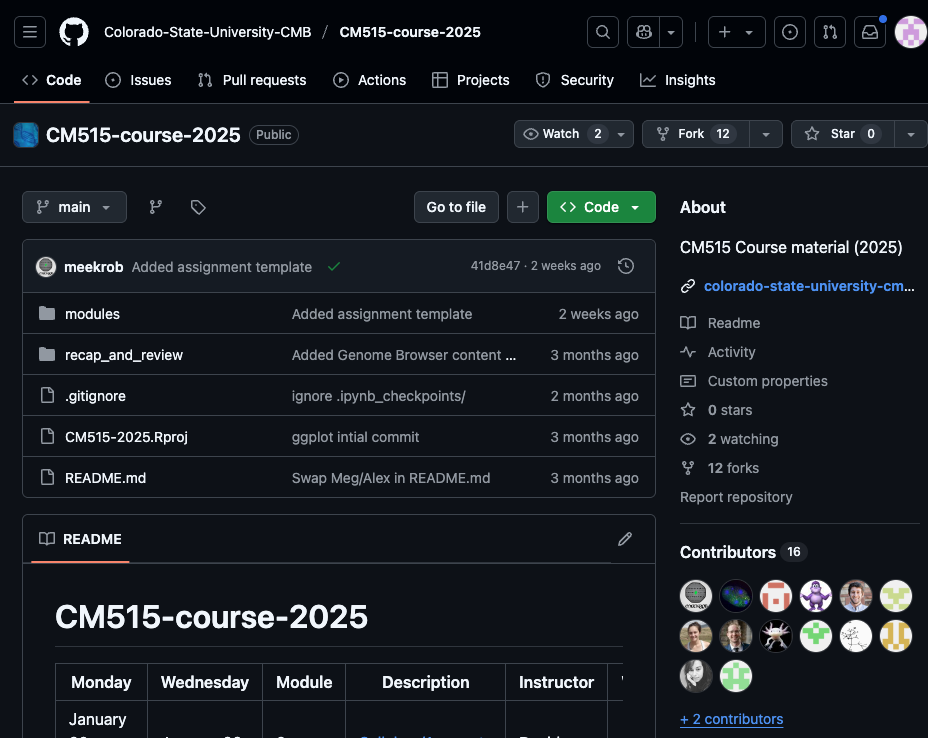 Colorado-State-University-CMB / CM515-course-2025
Code Issues Pull requests Actions Projects Security Insights
CM515-course-2025 Public Watch 2 Fork 12 Star 0
main Go to file Code
meekrob Added assignment template 41d8e47 · 2 weeks ago
modules Added assignment template 2 weeks ago
recap_and_review Added Genome Browser content ... 3 months ago
.gitignore ignore .ipynb_checkpoints/ 2 months ago
CM515-2025.Rproj ggplot intial commit 3 months ago
README.md Swap Meg/Alex in README.md 3 months ago
README
CM515-course-2025
Monday Wednesday Module Description Instructor
January
About
CM515 Course material (2025)
colorado-state-university-cm...
Readme
Activity
Custom properties
0 stars
2 watching
12 forks
Report repository
Contributors 16
+ 2 contributors